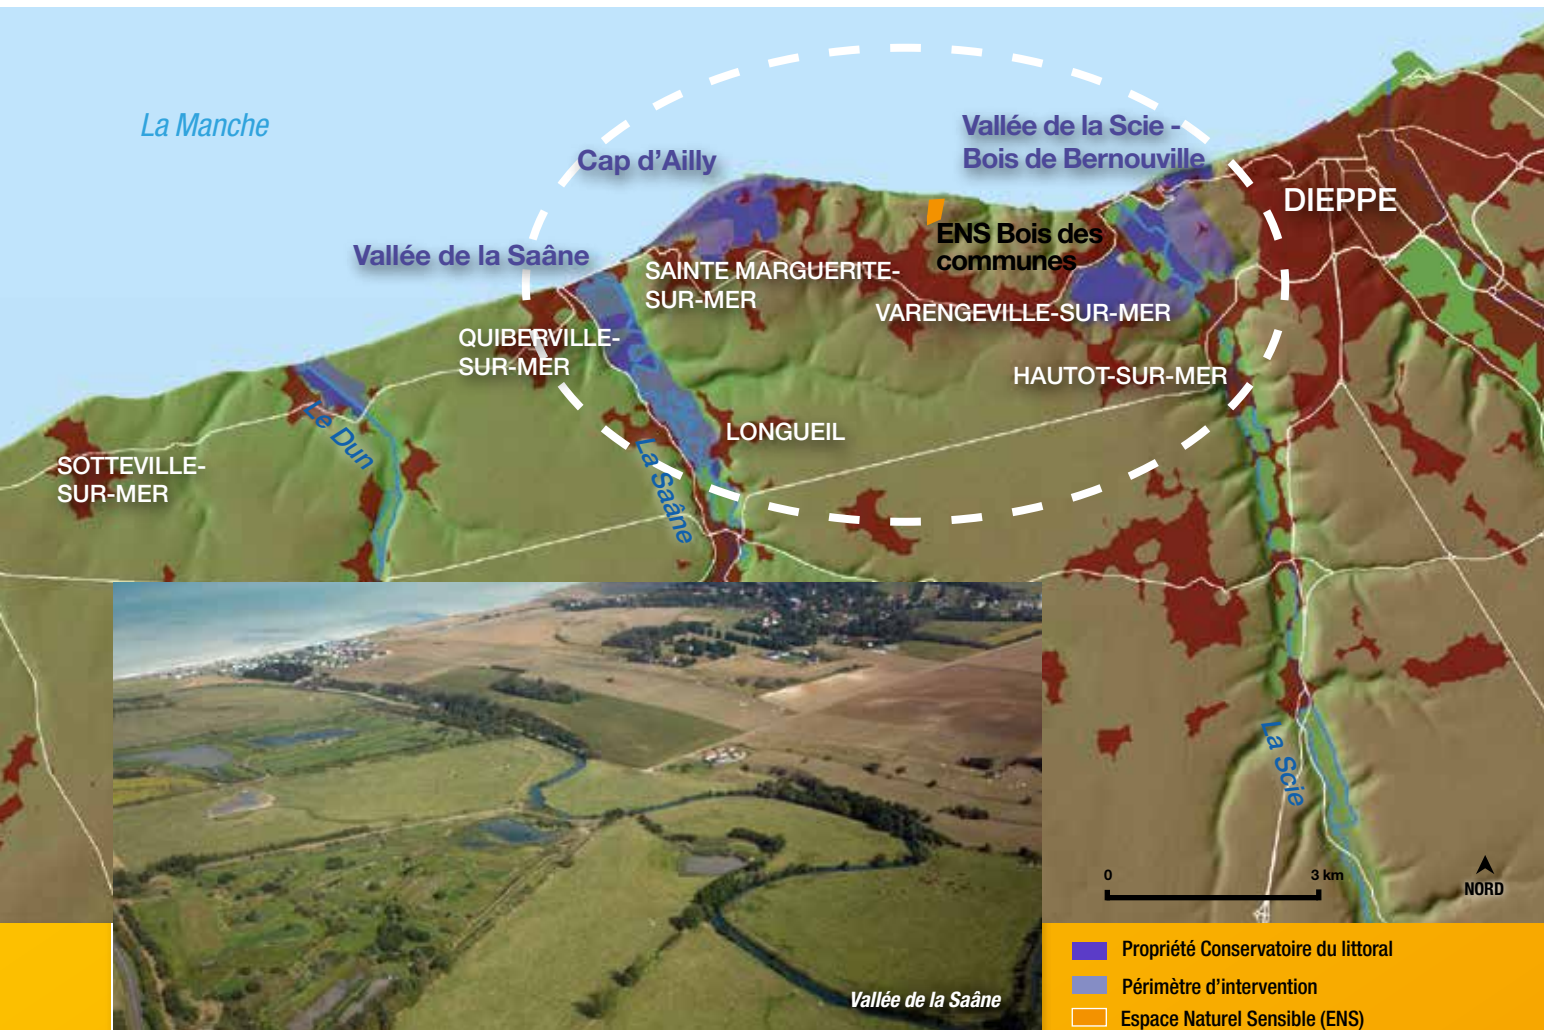 La Manche
Vallée de la Scie -
Bois de Bernouville
Cap d’Ailly
DIEPPE
ENS Bois des
communes
Vallée de la Saâne
SAINTE MARGUERITE-
SUR-MER
VARENGEVILLE-SUR-MER
QUIBERVILLE-
SUR-MER
HAUTOT-SUR-MER
Le Dun
LONGUEIL
La Saâne
SOTTEVILLE-
SUR-MER
La Scie
0 3 km
NORD
Vallée de la Saâne
Propriété Conservatoire du littoral
Périmètre d’intervention
Espace Naturel Sensible (ENS)